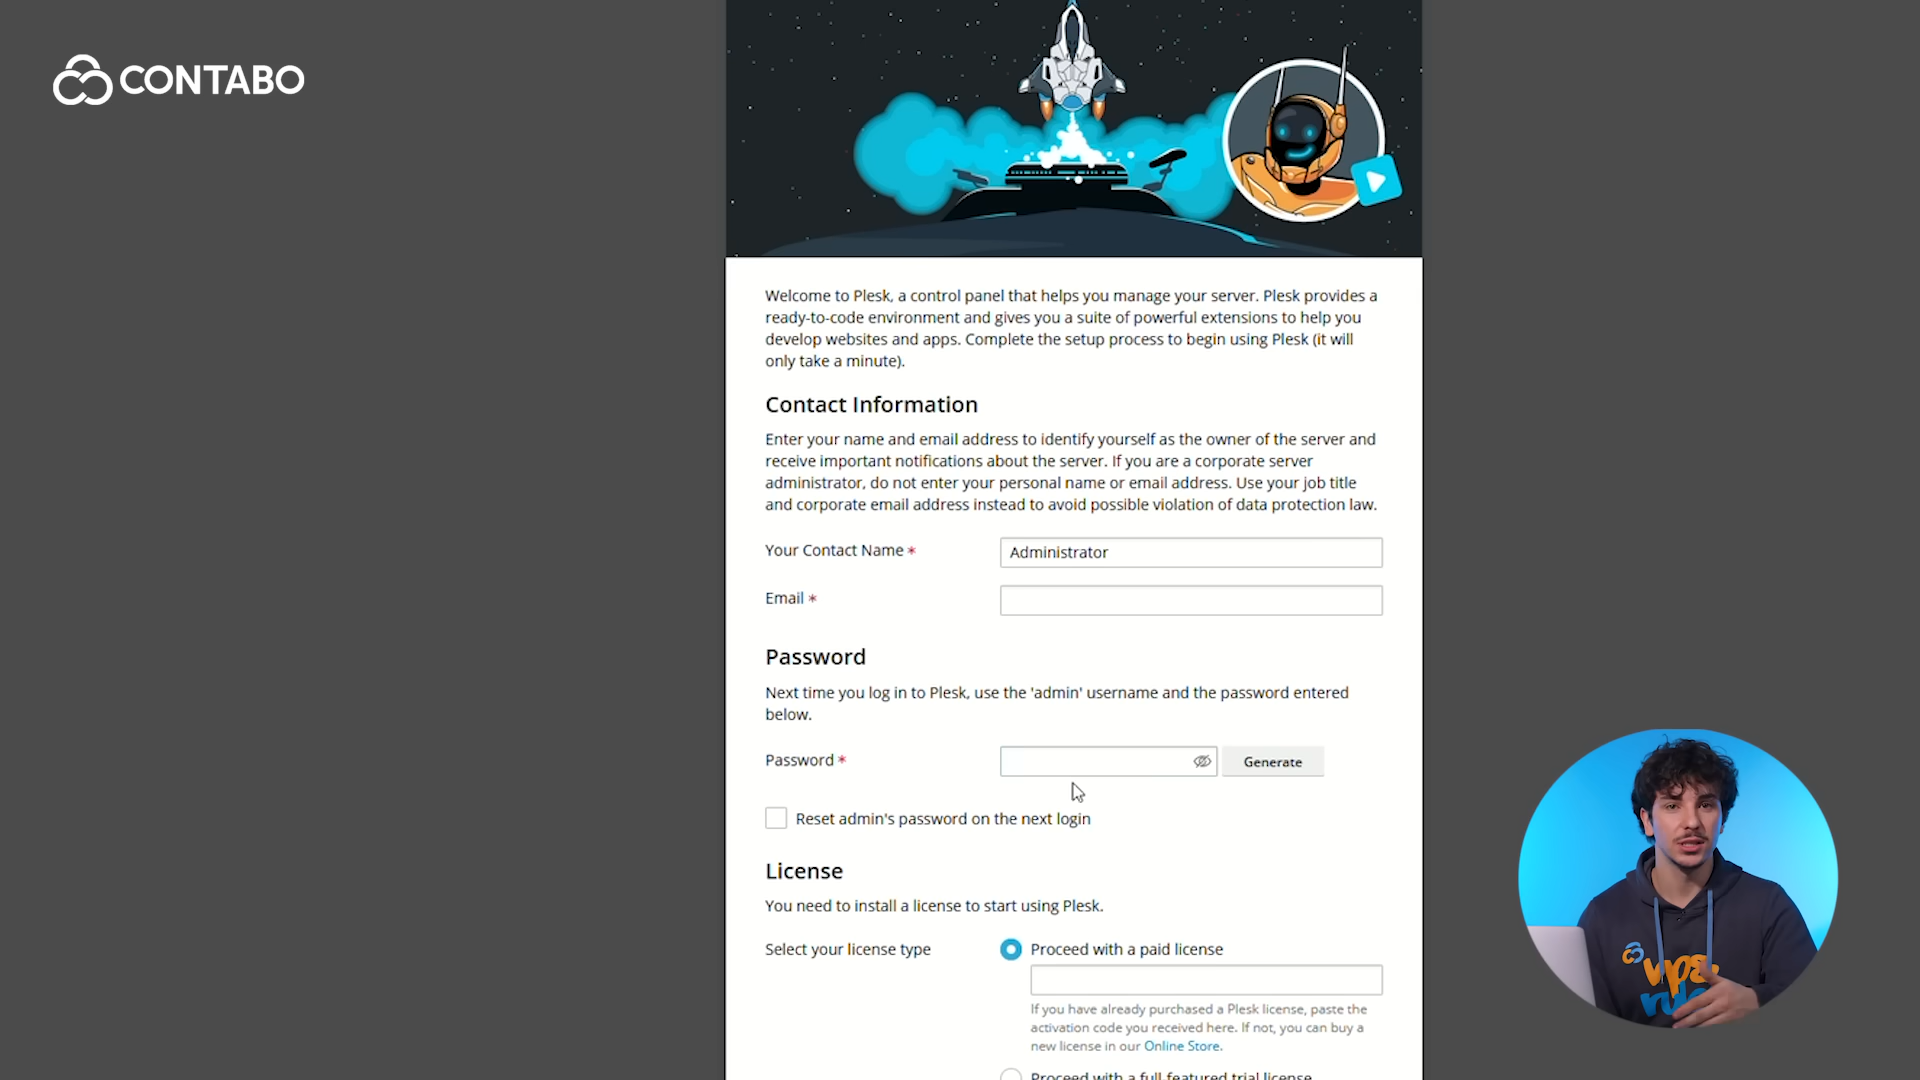 CONTABO
Welcome to Plesk, a control panel that helps you manage your server. Plesk provides a
ready-to-code environment and gives you a suite of powerful extensions to help you
develop websites and apps. Complete the setup process to begin using Plesk (it will
only take a minute).
Contact Information
Enter your name and email address to identify yourself as the owner of the server and
receive important notifications about the server. If you are a corporate server
administrator, do not enter your personal name or email address. Use your job title
and corporate email address instead to avoid possible violation of data protection law.
Your Contact Name *
Administrator
Email *
Password
Next time you log in to Plesk, use the 'admin' username and the password entered
below.
Password *
Generate
Reset admin's password on the next login
License
You need to install a license to start using Plesk.
Select your license type
Proceed with a paid license
If you have already purchased a Plesk license, paste the
activation code you received here. If not, you can buy a
new license in our Online Store.
Proceed with a full-featured trial license